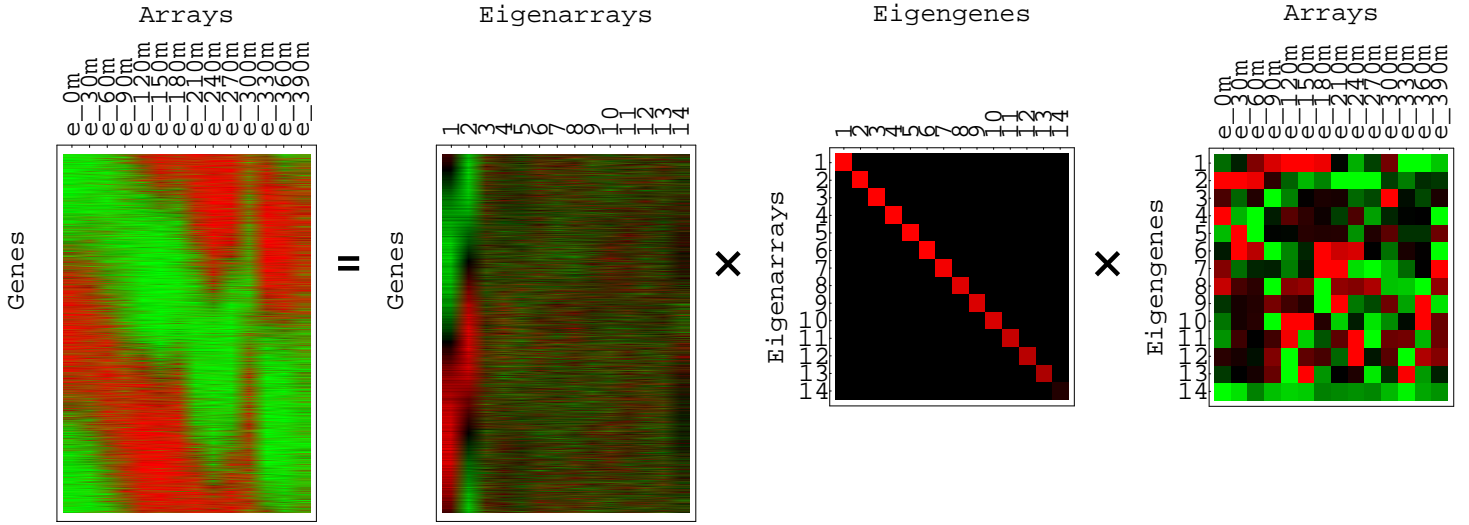 Arrays
Eigenarrays
Eigengenes
Arrays
e_0m
e_30m
e_60m
e_90m
e_120m
e_150m
e_180m
e_210m
e_240m
e_270m
e_300m
e_330m
e_360m
e_390m
Genes
=
1
2
3
4
5
6
7
8
9
10
11
12
13
14
Genes
×
1
2
3
4
5
6
7
8
9
10
11
12
13
14
Eigenarrays
1
2
3
4
5
6
7
8
9
10
11
12
13
14
×
e_0m
e_30m
e_60m
e_90m
e_120m
e_150m
e_180m
e_210m
e_240m
e_270m
e_300m
e_330m
e_360m
e_390m
Eigengenes
1
2
3
4
5
6
7
8
9
10
11
12
13
14